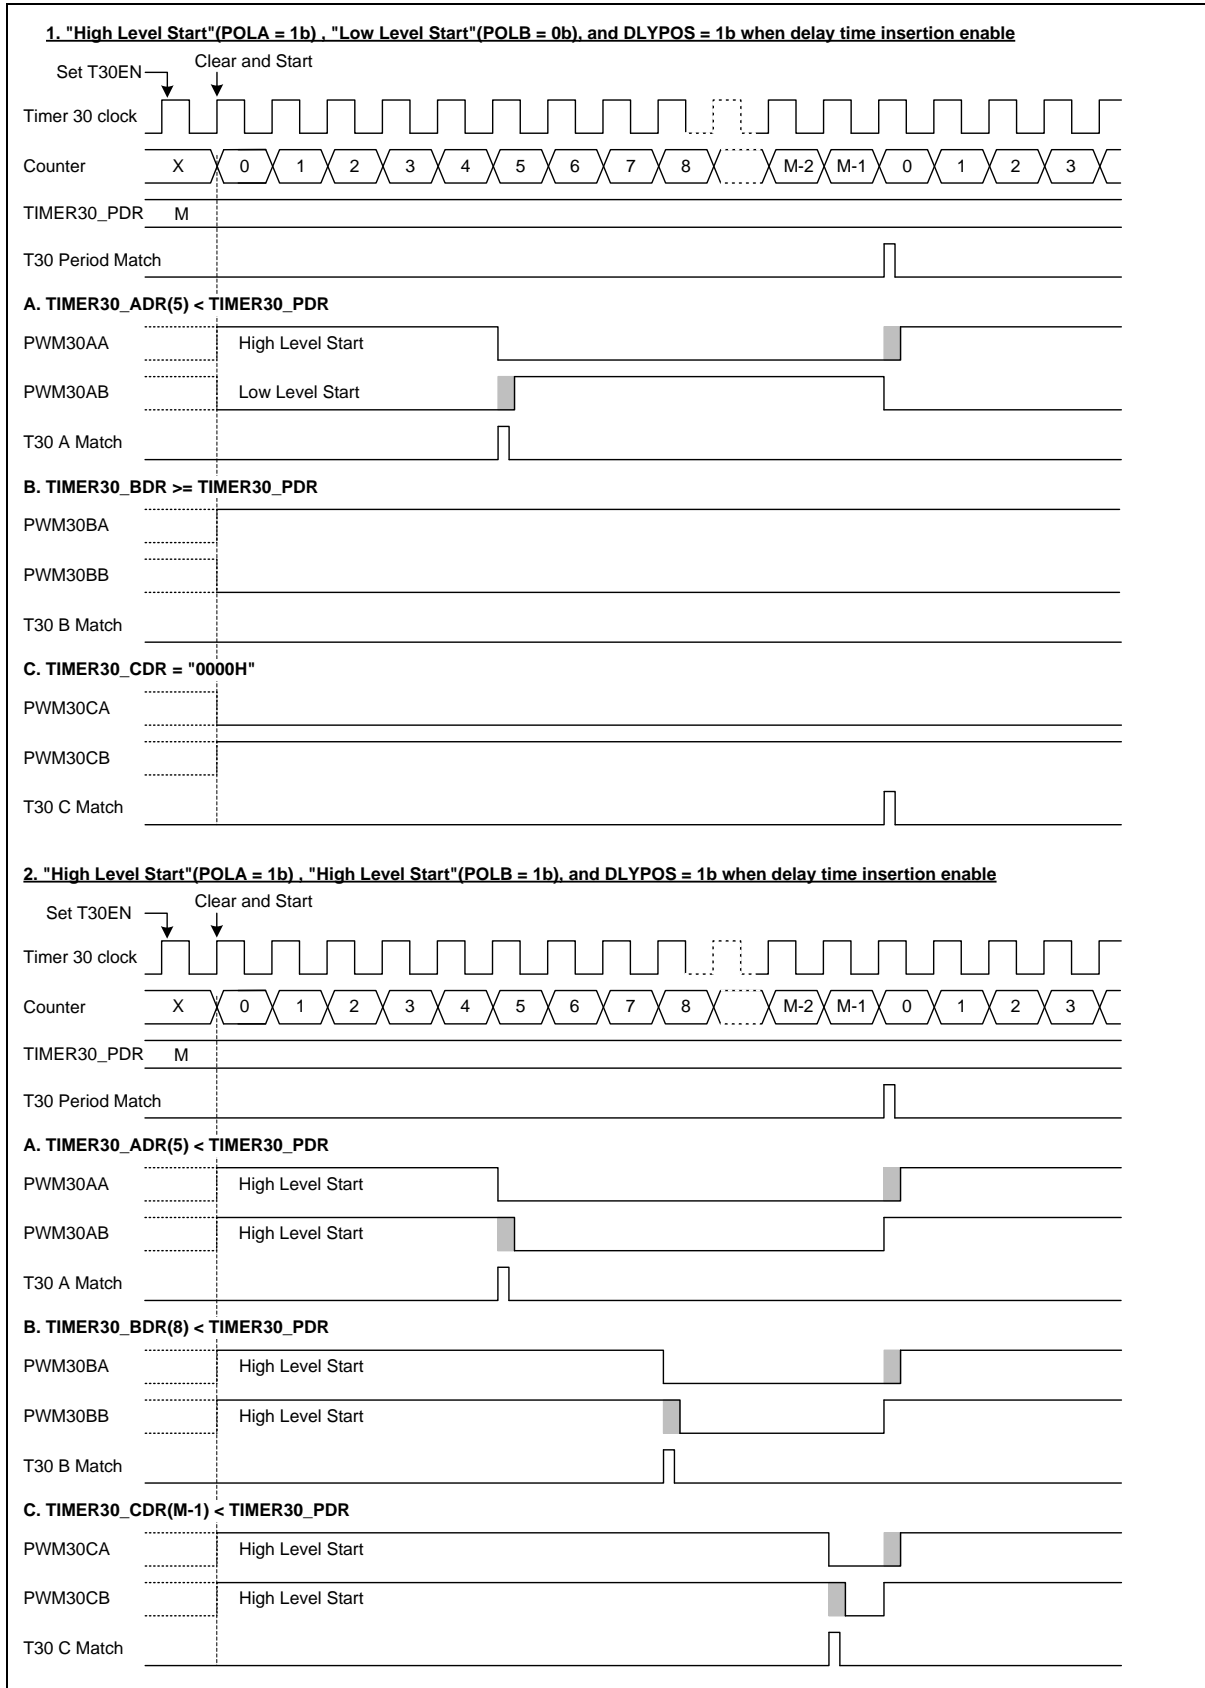 1. "High Level Start"(POLA = 1b) , "Low Level Start"(POLB = 0b), and DLYPOS = 1b when delay time insertion enable
Set T30EN Clear and Start
Timer 30 clock
Counter X 0 1 2 3 4 5 6 7 8 M-2 M-1 0 1 2 3
TIMER30_PDR M
T30 Period Match
A. TIMER30_ADR(5) < TIMER30_PDR
PWM30AA High Level Start
PWM30AB Low Level Start
T30 A Match
B. TIMER30_BDR >= TIMER30_PDR
PWM30BA
PWM30BB
T30 B Match
C. TIMER30_CDR = "0000H"
PWM30CA
PWM30CB
T30 C Match
2. "High Level Start"(POLA = 1b) , "High Level Start"(POLB = 1b), and DLYPOS = 1b when delay time insertion enable
Set T30EN Clear and Start
Timer 30 clock
Counter X 0 1 2 3 4 5 6 7 8 M-2 M-1 0 1 2 3
TIMER30_PDR M
T30 Period Match
A. TIMER30_ADR(5) < TIMER30_PDR
PWM30AA High Level Start
PWM30AB High Level Start
T30 A Match
B. TIMER30_BDR(8) < TIMER30_PDR
PWM30BA High Level Start
PWM30BB High Level Start
T30 B Match
C. TIMER30_CDR(M-1) < TIMER30_PDR
PWM30CA High Level Start
PWM30CB High Level Start
T30 C Match